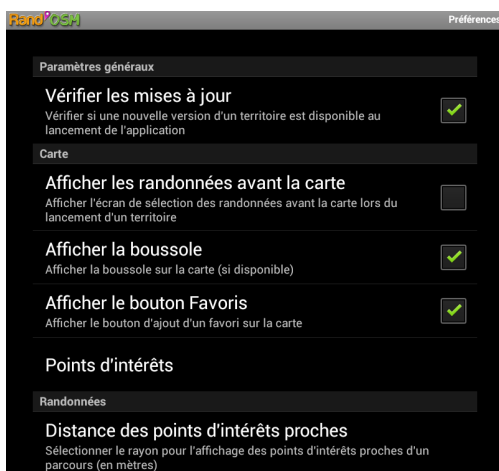 Rand'OSM
Préférences
Paramètres généraux
Vérifier les mises à jour
Vérifier si une nouvelle version d'un territoire est disponible au
lancement de l'application
Carte
Afficher les randonnées avant la carte
Afficher l'écran de sélection des randonnées avant la carte lors du
lancement d'un territoire
Afficher la boussole
Afficher la boussole sur la carte (si disponible)
Afficher le bouton Favoris
Afficher le bouton d'ajout d'un favori sur la carte
Points d'intérêts
Randonnées
Distance des points d'intérêts proches
Sélectionner le rayon pour l'affichage des points d'intérêts proches d'un
parcours (en mètres)